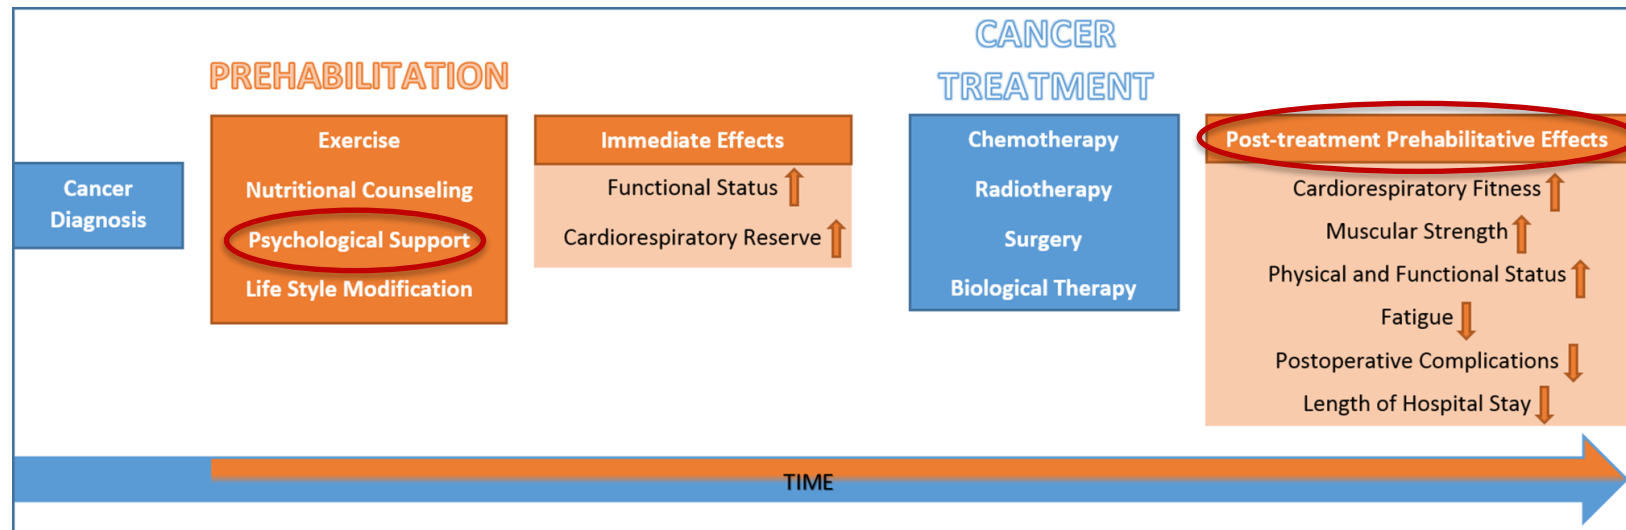 PREHABILITATION
CANCER
TREATMENT
Cancer
Diagnosis
Exercise
Nutritional Counseling
Psychological Support
Life Style Modification
Immediate Effects
Functional Status
Cardiorespiratory Reserve
Chemotherapy
Radiotherapy
Surgery
Biological Therapy
Post-treatment Prehabilitative Effects
Cardiorespiratory Fitness
Muscular Strength
Physical and Functional Status
Fatigue
Postoperative Complications
Length of Hospital Stay
TIME